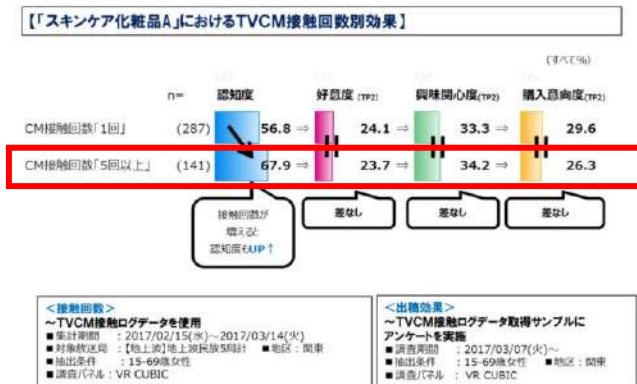 【「スキンケア化粧品A」におけるTVCM接触回数別効果】
(すべて%)
n= 認知度 好意度(TP2) 興味関心度(TP2) 購入意向度(TP2)
CM接触回数「1回」 (287) 56.8 ⇒ 24.1 ⇒ 33.3 ⇒ 29.6
CM接触回数「5回以上」 (141) 67.9 ⇒ 23.7 ⇒ 34.2 ⇒ 26.3
接触回数が
増えると
認知度もUP↑
差なし 差なし 差なし
<接触回数>
~TVCM接触ログデータを使用
■集計期間 :2017/02/15(水)~2017/03/14(火)
■対象放送局 :【地上波】地上波民放5局計 ■地区:関東
■抽出条件 :15-69歳女性
■調査パネル :VR CUBIC
<出稿効果>
~TVCM接触ログデータ取得サンプルに
アンケートを実施
■調査期間 :2017/03/07(火)~
■抽出条件 :15-69歳女性 ■地区:関東
■調査パネル :VR CUBIC